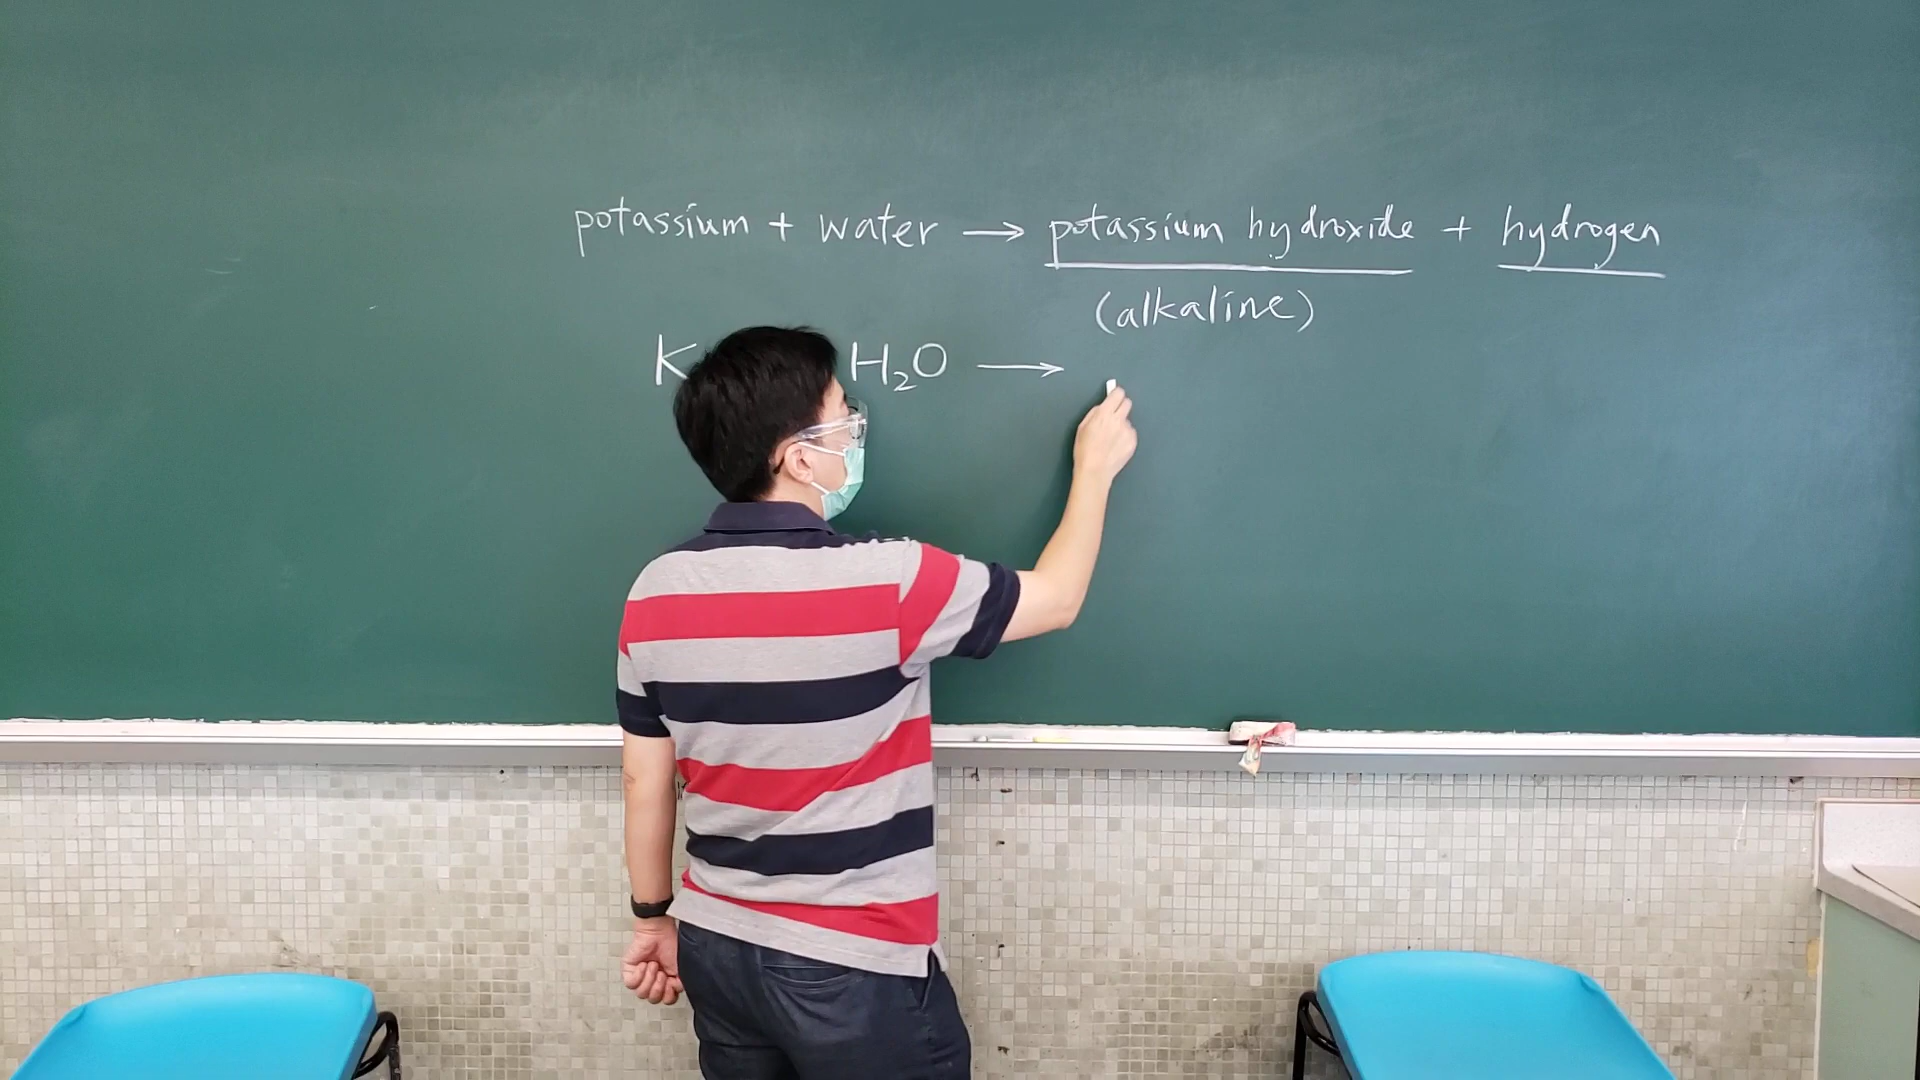 potassium + water → potassium hydroxide + hydrogen
(alkaline)
K H₂O →